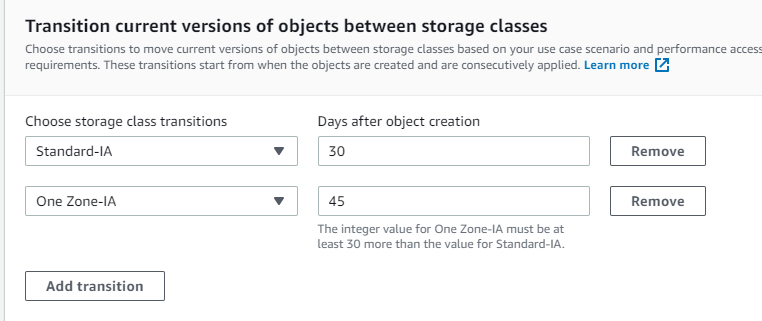 Transition current versions of objects between storage classes
Choose transitions to move current versions of objects between storage classes based on your use case scenario and performance access
requirements. These transitions start from when the objects are created and are consecutively applied. Learn more
Choose storage class transitions
Days after object creation
Standard-IA
30
Remove
One Zone-IA
45
Remove
The integer value for One Zone-IA must be at
least 30 more than the value for Standard-IA.
Add transition